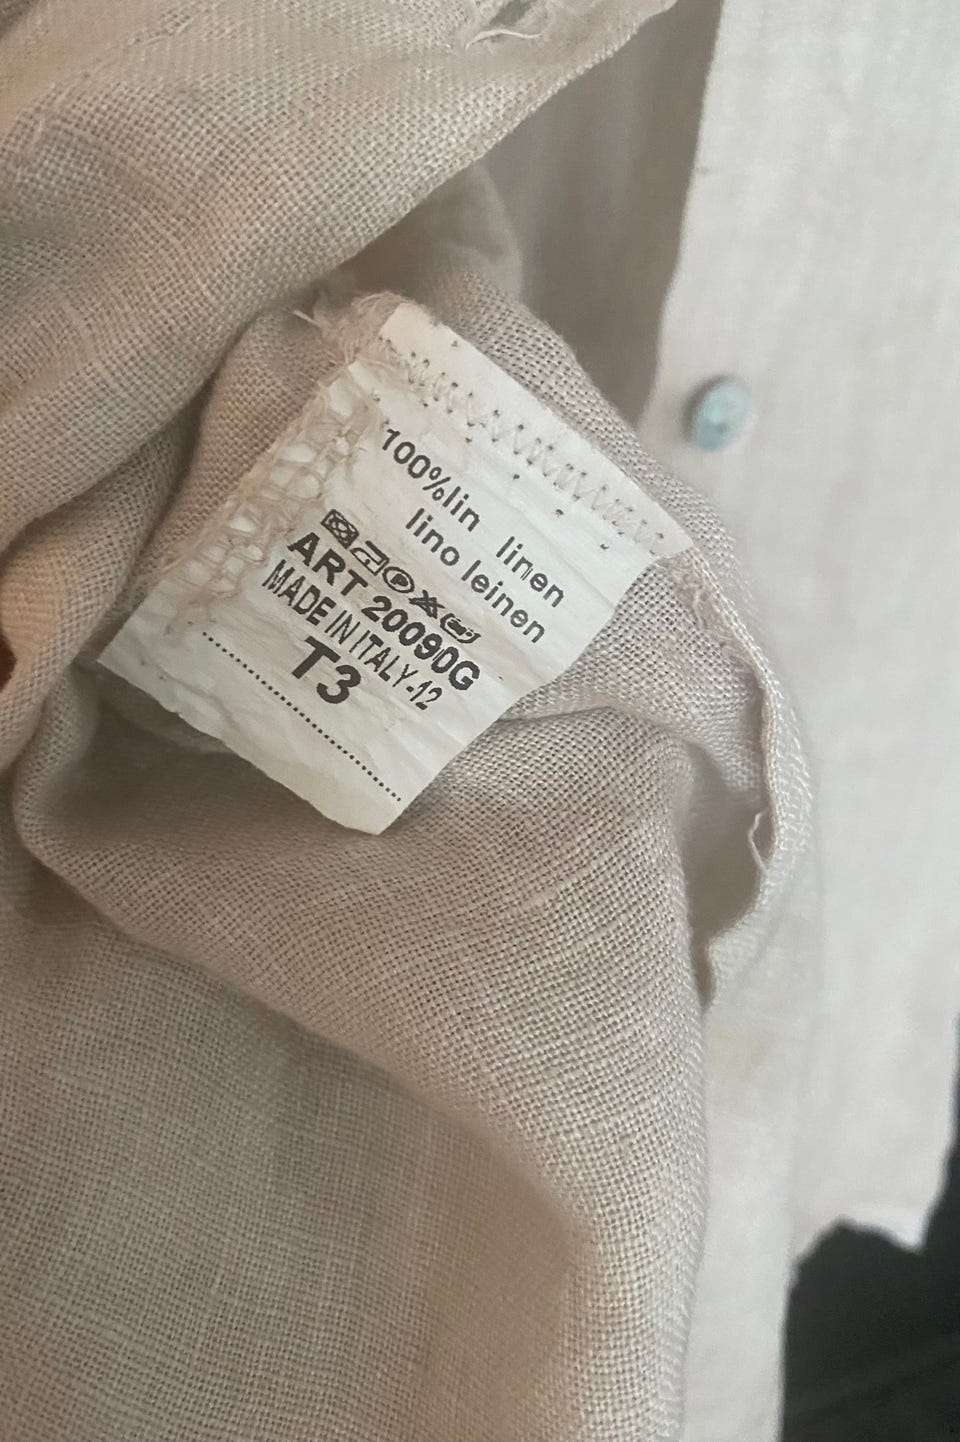 100%lin linen
lino leinen
ART 20090G
MADE IN ITALY-12
T3